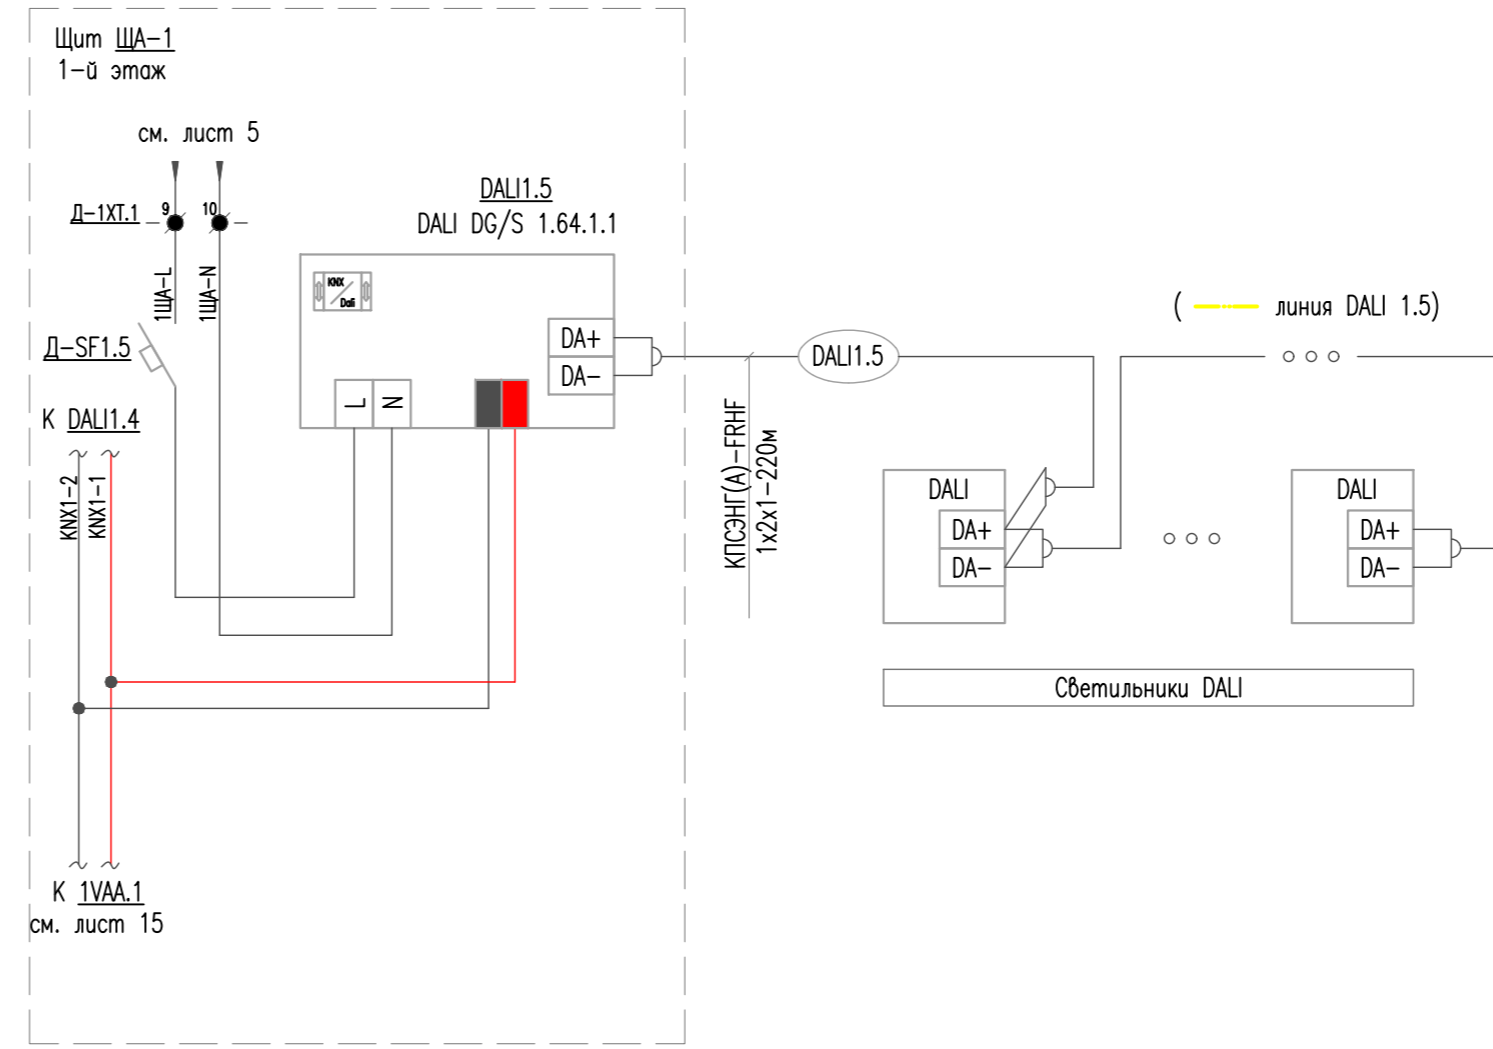 Щит ЩА-1
1-й этаж
см. лист 5
Д-1XT.1
9
10
1ЩА-L
1ЩА-N
Д-SF1.5
К DALI1.4
KNX1-2
KNX1-1
DALI1.5
DALI DG/S 1.64.1.1
KNX
Dali
DA+
DA-
L
N
DALI1.5
КПСЭНГ(А)-FRHF
1х2х1-220м
( линия DALI 1.5)
DALI
DA+
DA-
DALI
DA+
DA-
Светильники DALI
К 1VAA.1
см. лист 15